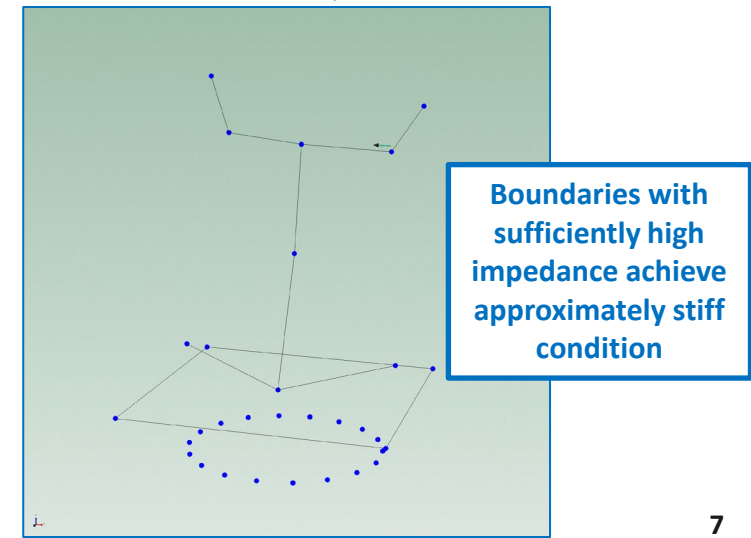 Boundaries with
sufficiently high
impedance achieve
approximately stiff
condition
7